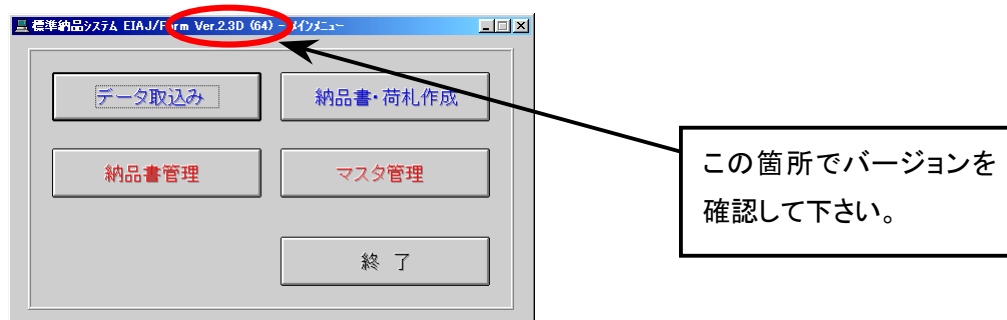 標準納品システム EIAJ/Form Ver.2.3D (64) - メインメニュー
データ取込み
納品書・荷札作成
納品書管理
マスタ管理
終 了
この箇所でバージョンを
確認して下さい。